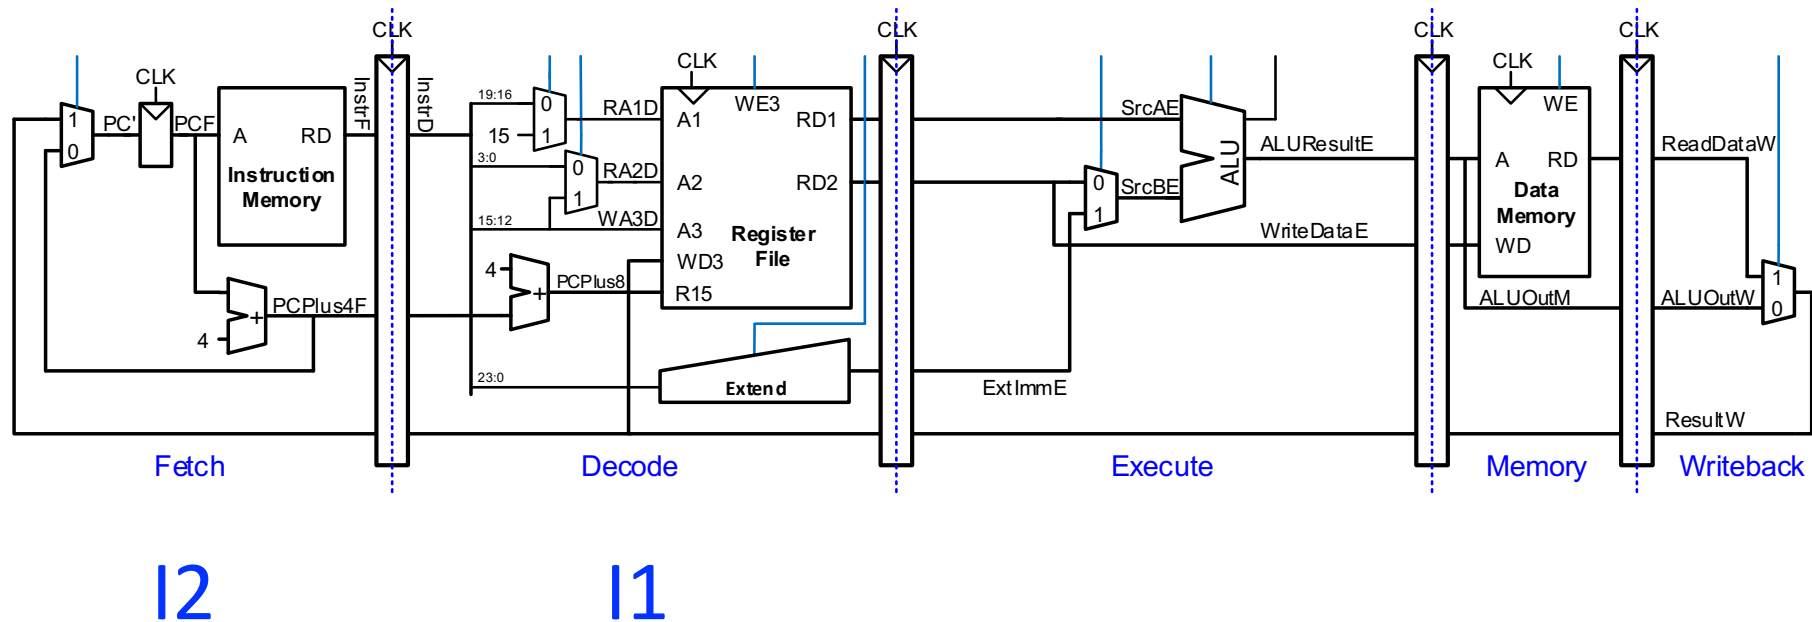 CLK
CLK
CLK
CLK
CLK
CLK
CLK
CLK
1
0
PC'
PCF
A
RD
Instruction
Memory
InstrF
InstrD
PCPlus4F
+
4
19:16
0
15
1
RA1D
3:0
0
1
RA2D
15:12
WA3D
4
+
PCPlus8
23:0
WE3
A1
RD1
A2
RD2
A3
Register
File
WD3
R15
Extend
SrcAE
0
1
SrcBE
ALU
ALUResultE
WriteDataE
ExtImmE
WE
A
RD
Data
Memory
WD
ALUOutM
ReadDataW
ALUOutW
1
0
ResultW
Fetch
Decode
Execute
Memory
Writeback
I2
I1